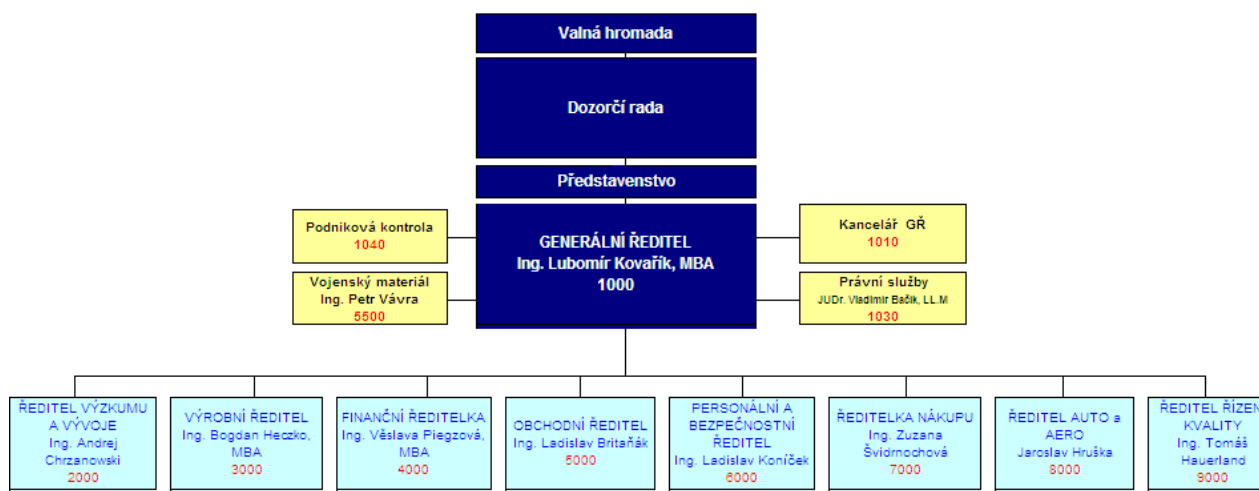 Valná hromada
Dozorčí rada
Představenstvo
Podniková kontrola
1040
GENERÁLNÍ ŘEDITEL
Ing. Lubomír Kovařík, MBA
1000
Kancelář GŘ
1010
Vojenský materiál
Ing. Petr Vávra
5500
Právní služby
JUDr. Vladimír Bačík, LL.M
1030
ŘEDITEL VÝZKUMU
A VÝVOJE
Ing. Andrej
Chrzanowski
2000
VÝROBNÍ ŘEDITEL
Ing. Bogdan Heczko,
MBA
3000
FINANČNÍ ŘEDITELKA
Ing. Věslava Piegzová,
MBA
4000
OBCHODNÍ ŘEDITEL
Ing. Ladislav Britaňák
5000
PERSONÁLNÍ A
BEZPEČNOSTNÍ
ŘEDITEL
Ing. Ladislav Koníček
6000
ŘEDITELKA NÁKUPU
Ing. Zuzana
Švidrnochová
7000
ŘEDITEL AUTO a
AERO
Jaroslav Hruška
8000
ŘEDITEL ŘÍZEN
KVALITY
Ing. Tomáš
Hauerland
9000